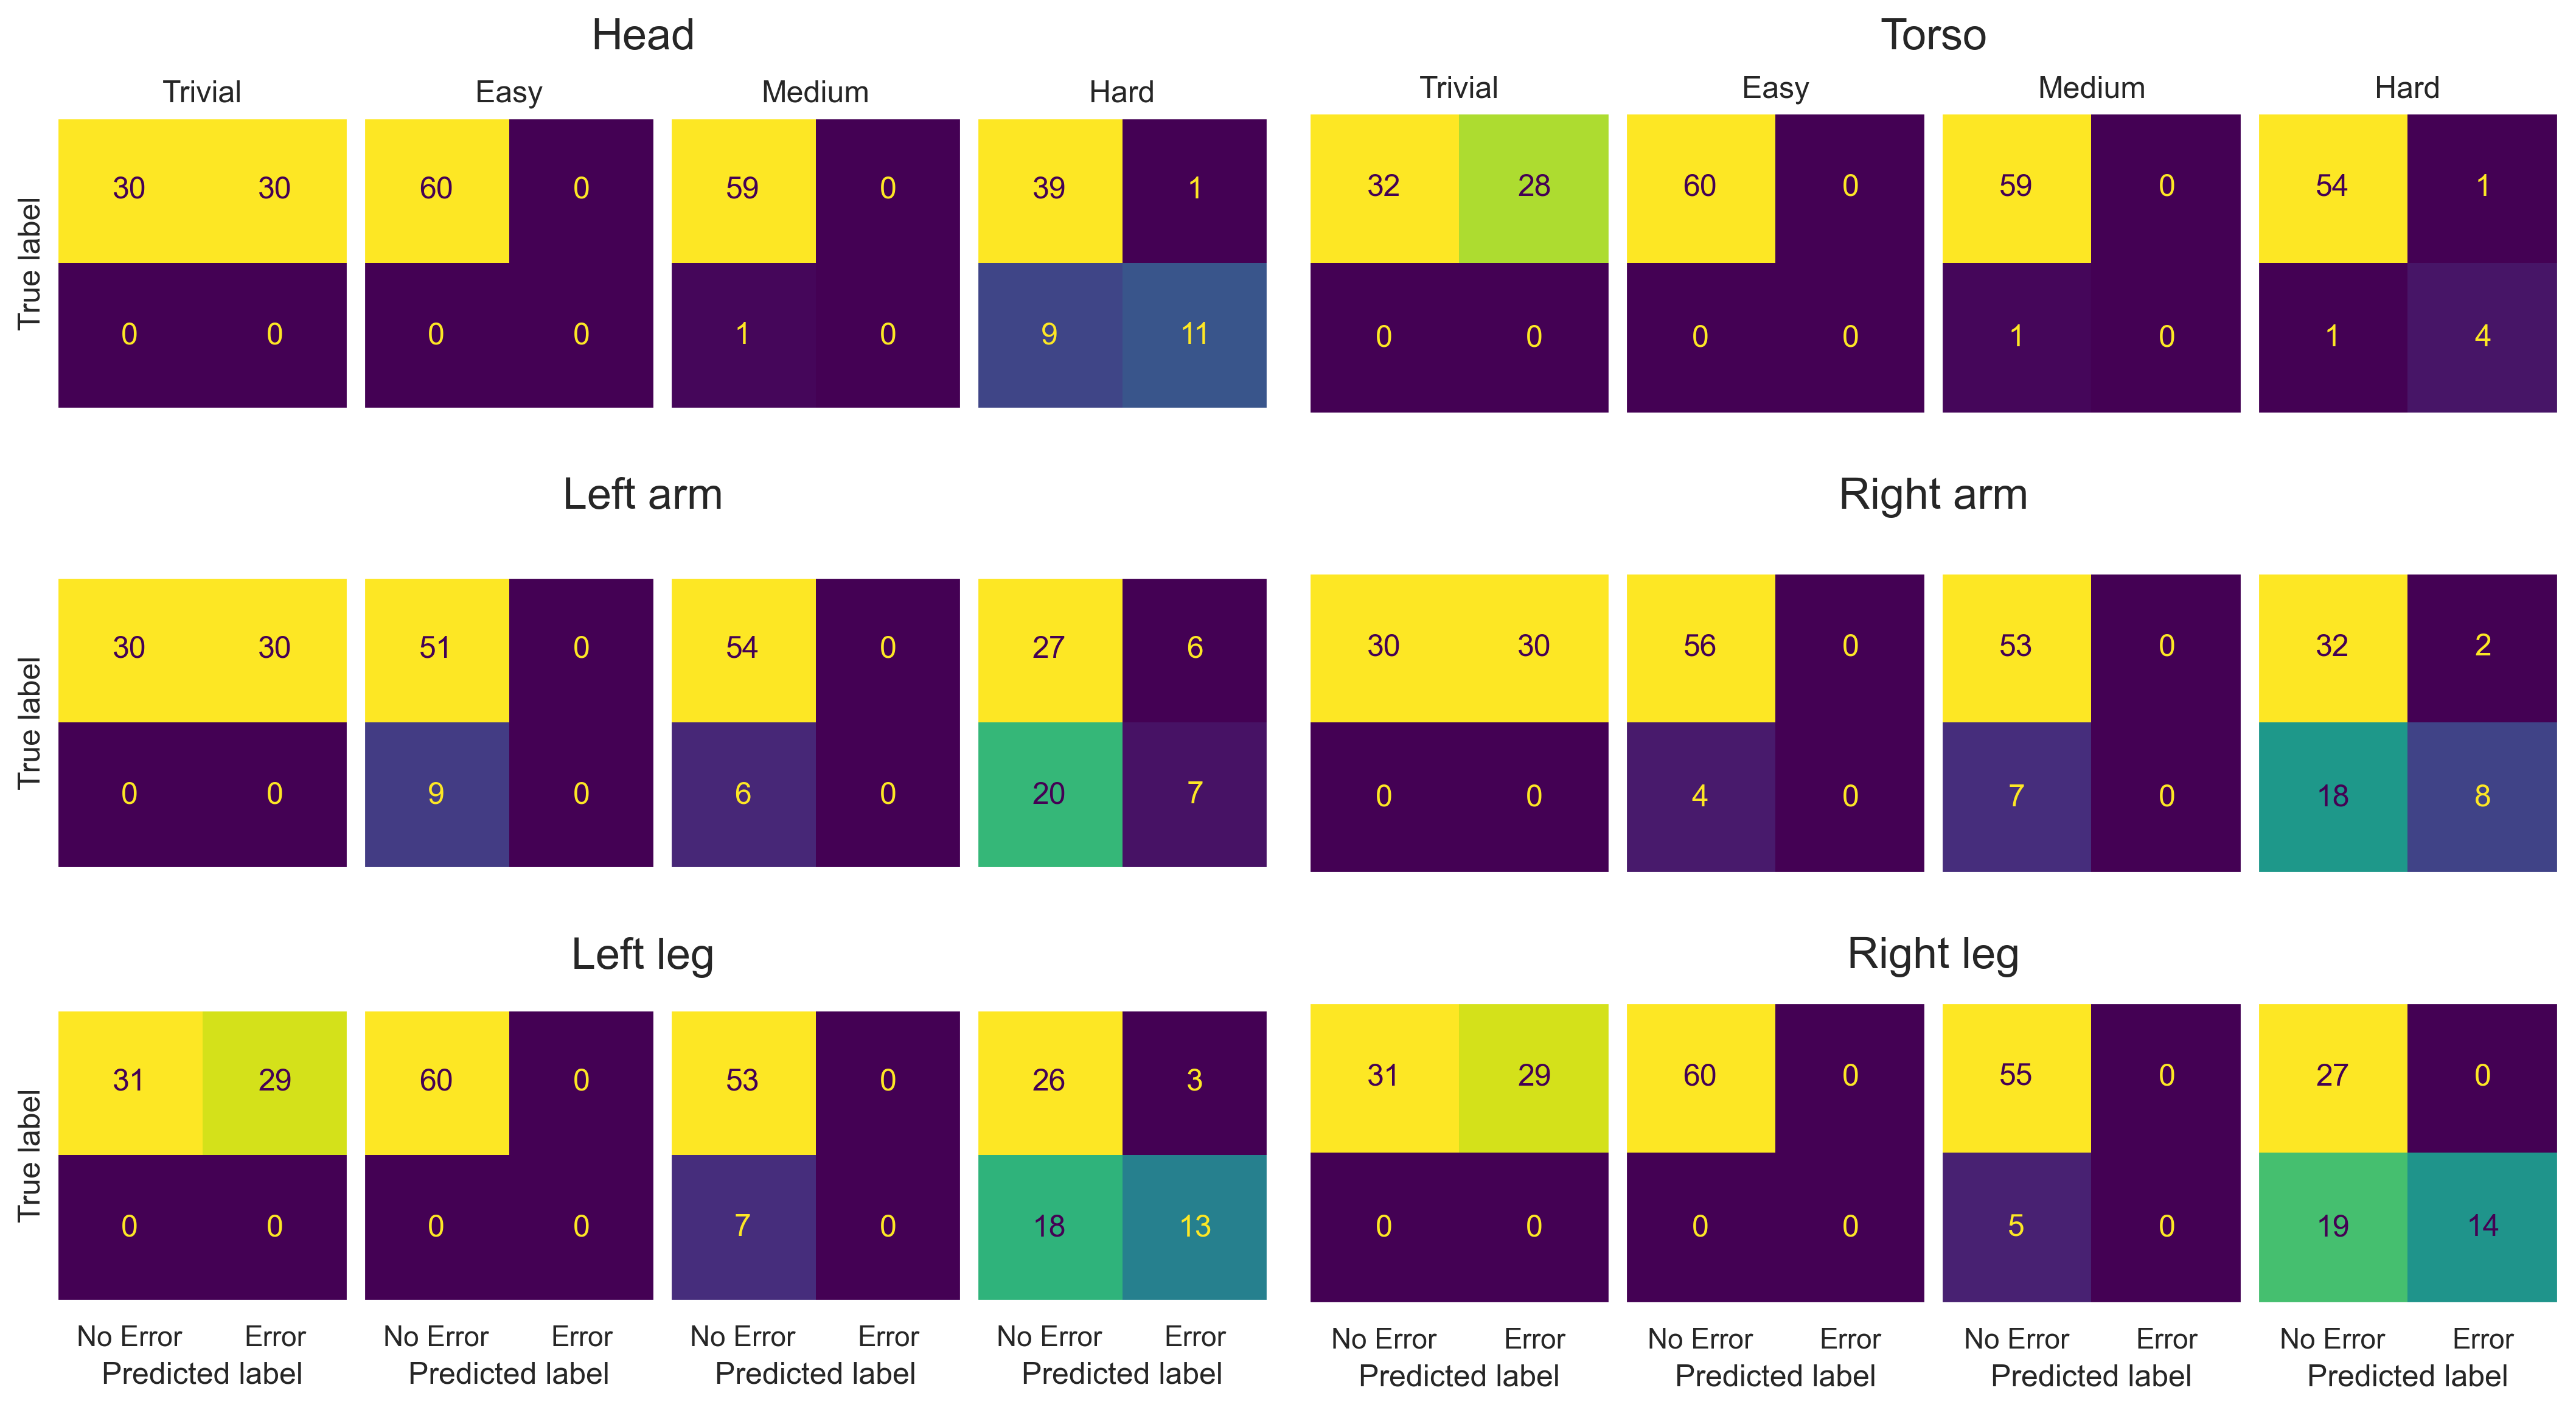 Head
Trivial Easy Medium Hard
True label
30 30 60 0 59 0 39 1
0 0 0 0 1 0 9 11
Torso
Trivial Easy Medium Hard
32 28 60 0 59 0 54 1
0 0 0 0 1 0 1 4
Left arm
True label
30 30 51 0 54 0 27 6
0 0 9 0 6 0 20 7
Right arm
30 30 56 0 53 0 32 2
0 0 4 0 7 0 18 8
Left leg
True label
31 29 60 0 53 0 26 3
0 0 0 0 7 0 18 13
No Error Error No Error Error No Error Error No Error Error
Predicted label Predicted label Predicted label Predicted label
Right leg
31 29 60 0 55 0 27 0
0 0 0 0 5 0 19 14
No Error Error No Error Error No Error Error No Error Error
Predicted label Predicted label Predicted label Predicted label